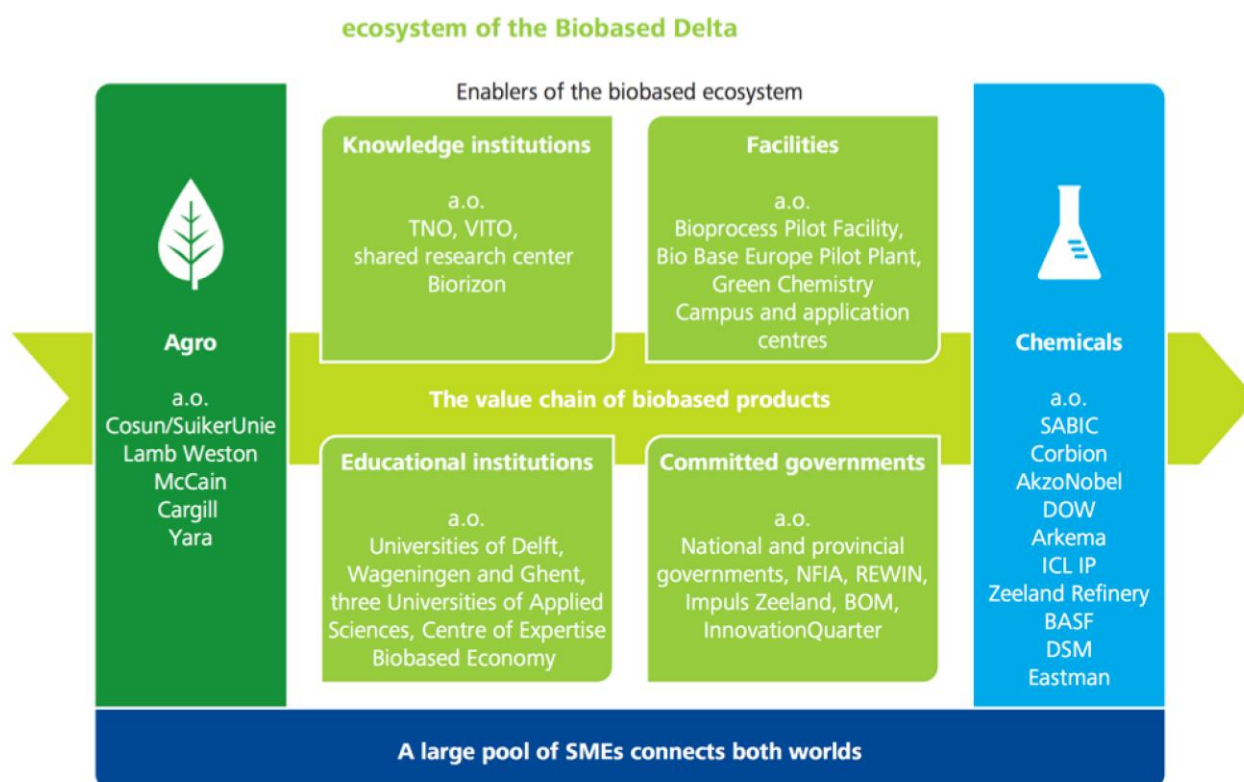 ecosystem of the Biobased Delta
Enablers of the biobased ecosystem
Agro
a.o.
Cosun/SuikerUnie
Lamb Weston
McCain
Cargill
Yara
Knowledge institutions
a.o.
TNO, VITO,
shared research center
Biorizon
Facilities
a.o.
Bioprocess Pilot Facility,
Bio Base Europe Pilot Plant,
Green Chemistry
Campus and application
centres
The value chain of biobased products
Educational institutions
a.o.
Universities of Delft,
Wageningen and Ghent,
three Universities of Applied
Sciences, Centre of Expertise
Biobased Economy
Committed governments
a.o.
National and provincial
governments, NFIA, REWIN,
Impuls Zeeland, BOM,
InnovationQuarter
Chemicals
a.o.
SABIC
Corbion
AkzoNobel
DOW
Arkema
ICL IP
Zeeland Refinery
BASF
DSM
Eastman
A large pool of SMEs connects both worlds